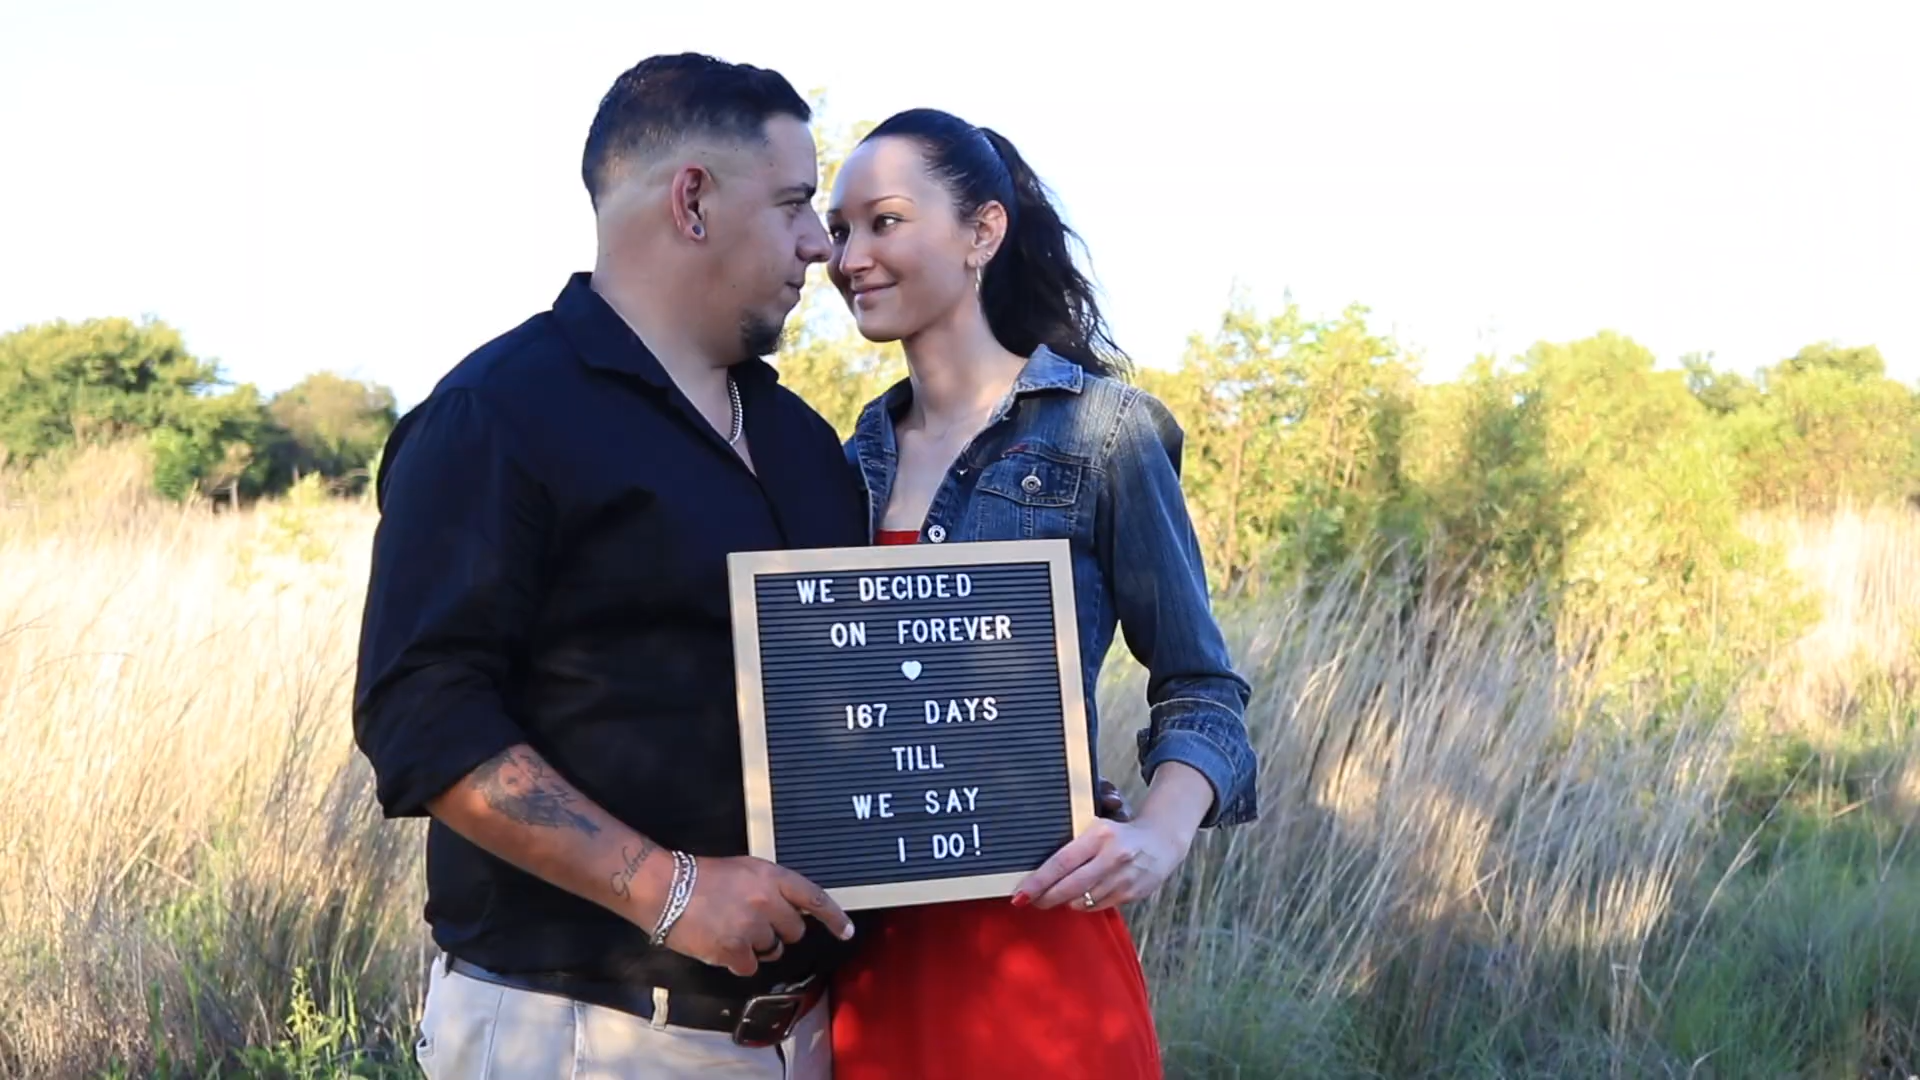 WE DECIDED
ON FOREVER
♥
167 DAYS
TILL
WE SAY
I DO!